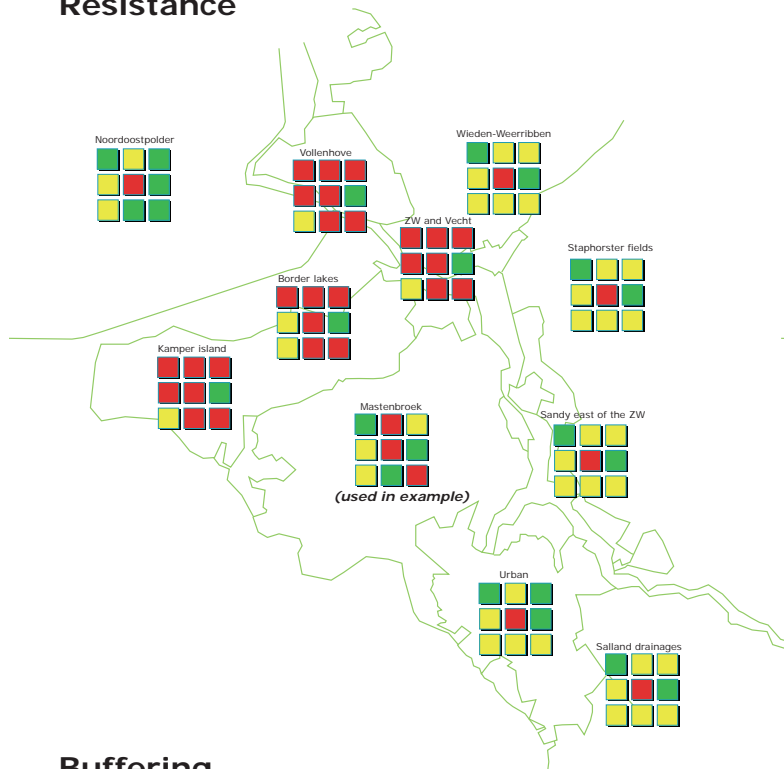 Resistance
Noordoostpolder
Wieden-Weerribben
Vollenhove
ZW and Vecht
Staphorster fields
Border lakes
Kamper island
Mastenbroek
(used in example)
Sandy east of the ZW
Urban
Salland drainages
Buffering